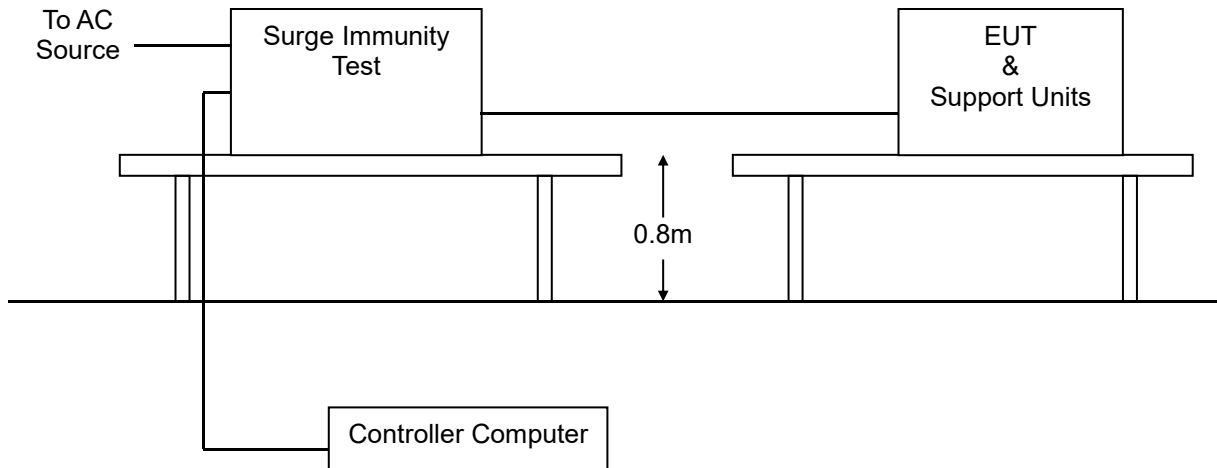 To AC
Source
Surge Immunity
Test
EUT
&
Support Units
0.8m
Controller Computer